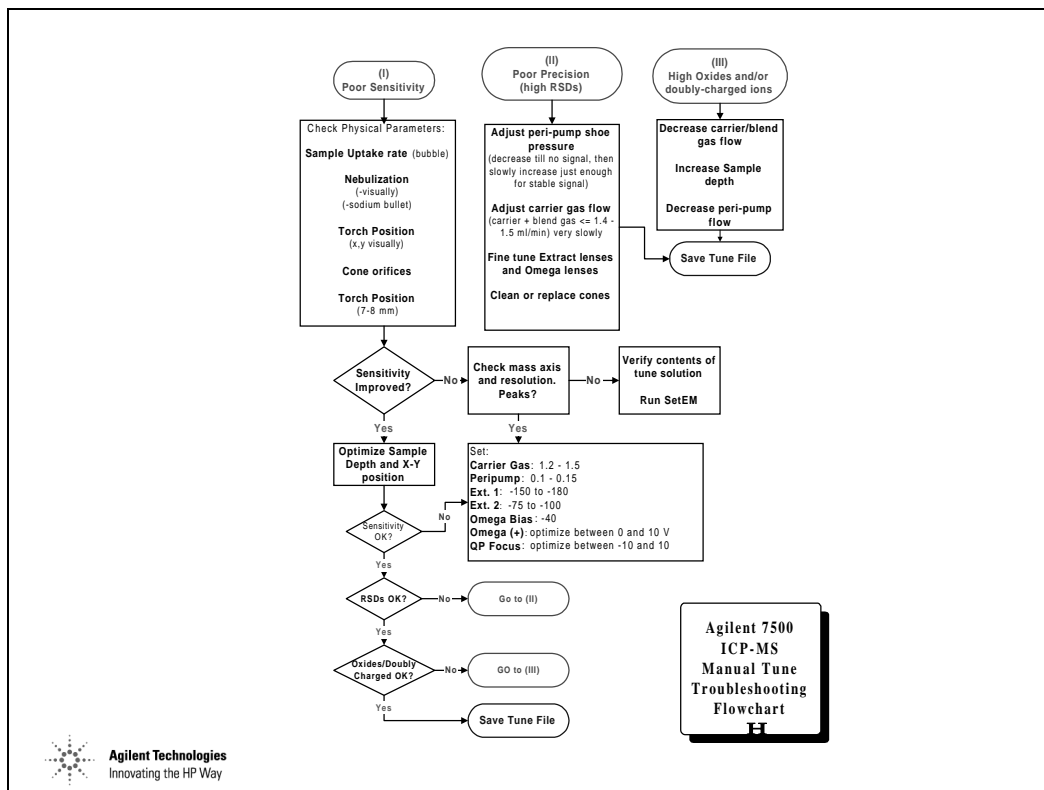 (I)
Poor Sensitivity
(II)
Poor Precision
(high RSDs)
(III)
High Oxides and/or
doubly-charged ions
Check Physical Parameters:
Sample Uptake rate (bubble)
Nebulization
(-visually)
(-sodium bullet)
Torch Position
(x,y visually)
Cone orifices
Torch Position
(7-8 mm)
Adjust peri-pump shoe
pressure
(decrease till no signal, then
slowly increase just enough
for stable signal)
Adjust carrier gas flow
(carrier + blend gas <= 1.4 -
1.5 ml/min) very slowly
Fine tune Extract lenses
and Omega lenses
Clean or replace cones
Decrease carrier/blend
gas flow
Increase Sample
depth
Decrease peri-pump
flow
Save Tune File
Sensitivity
Improved?
No
Check mass axis
and resolution.
Peaks?
No
Verify contents of
tune solution
Run SetEM
Yes
Yes
Optimize Sample
Depth and X-Y
position
Set:
Carrier Gas: 1.2 - 1.5
Peripump: 0.1 - 0.15
Ext. 1: -150 to -180
Ext. 2: -75 to -100
Omega Bias: -40
Omega (+): optimize between 0 and 10 V
QP Focus: optimize between -10 and 10
Sensitivity
OK?
No
Yes
RSDs OK?
No
Go to (II)
Yes
Oxides/Doubly
Charged OK?
No
GO to (III)
Yes
Save Tune File
Agilent 7500
ICP-MS
Manual Tune
Troubleshooting
Flowchart
H
Agilent Technologies
Innovating the HP Way